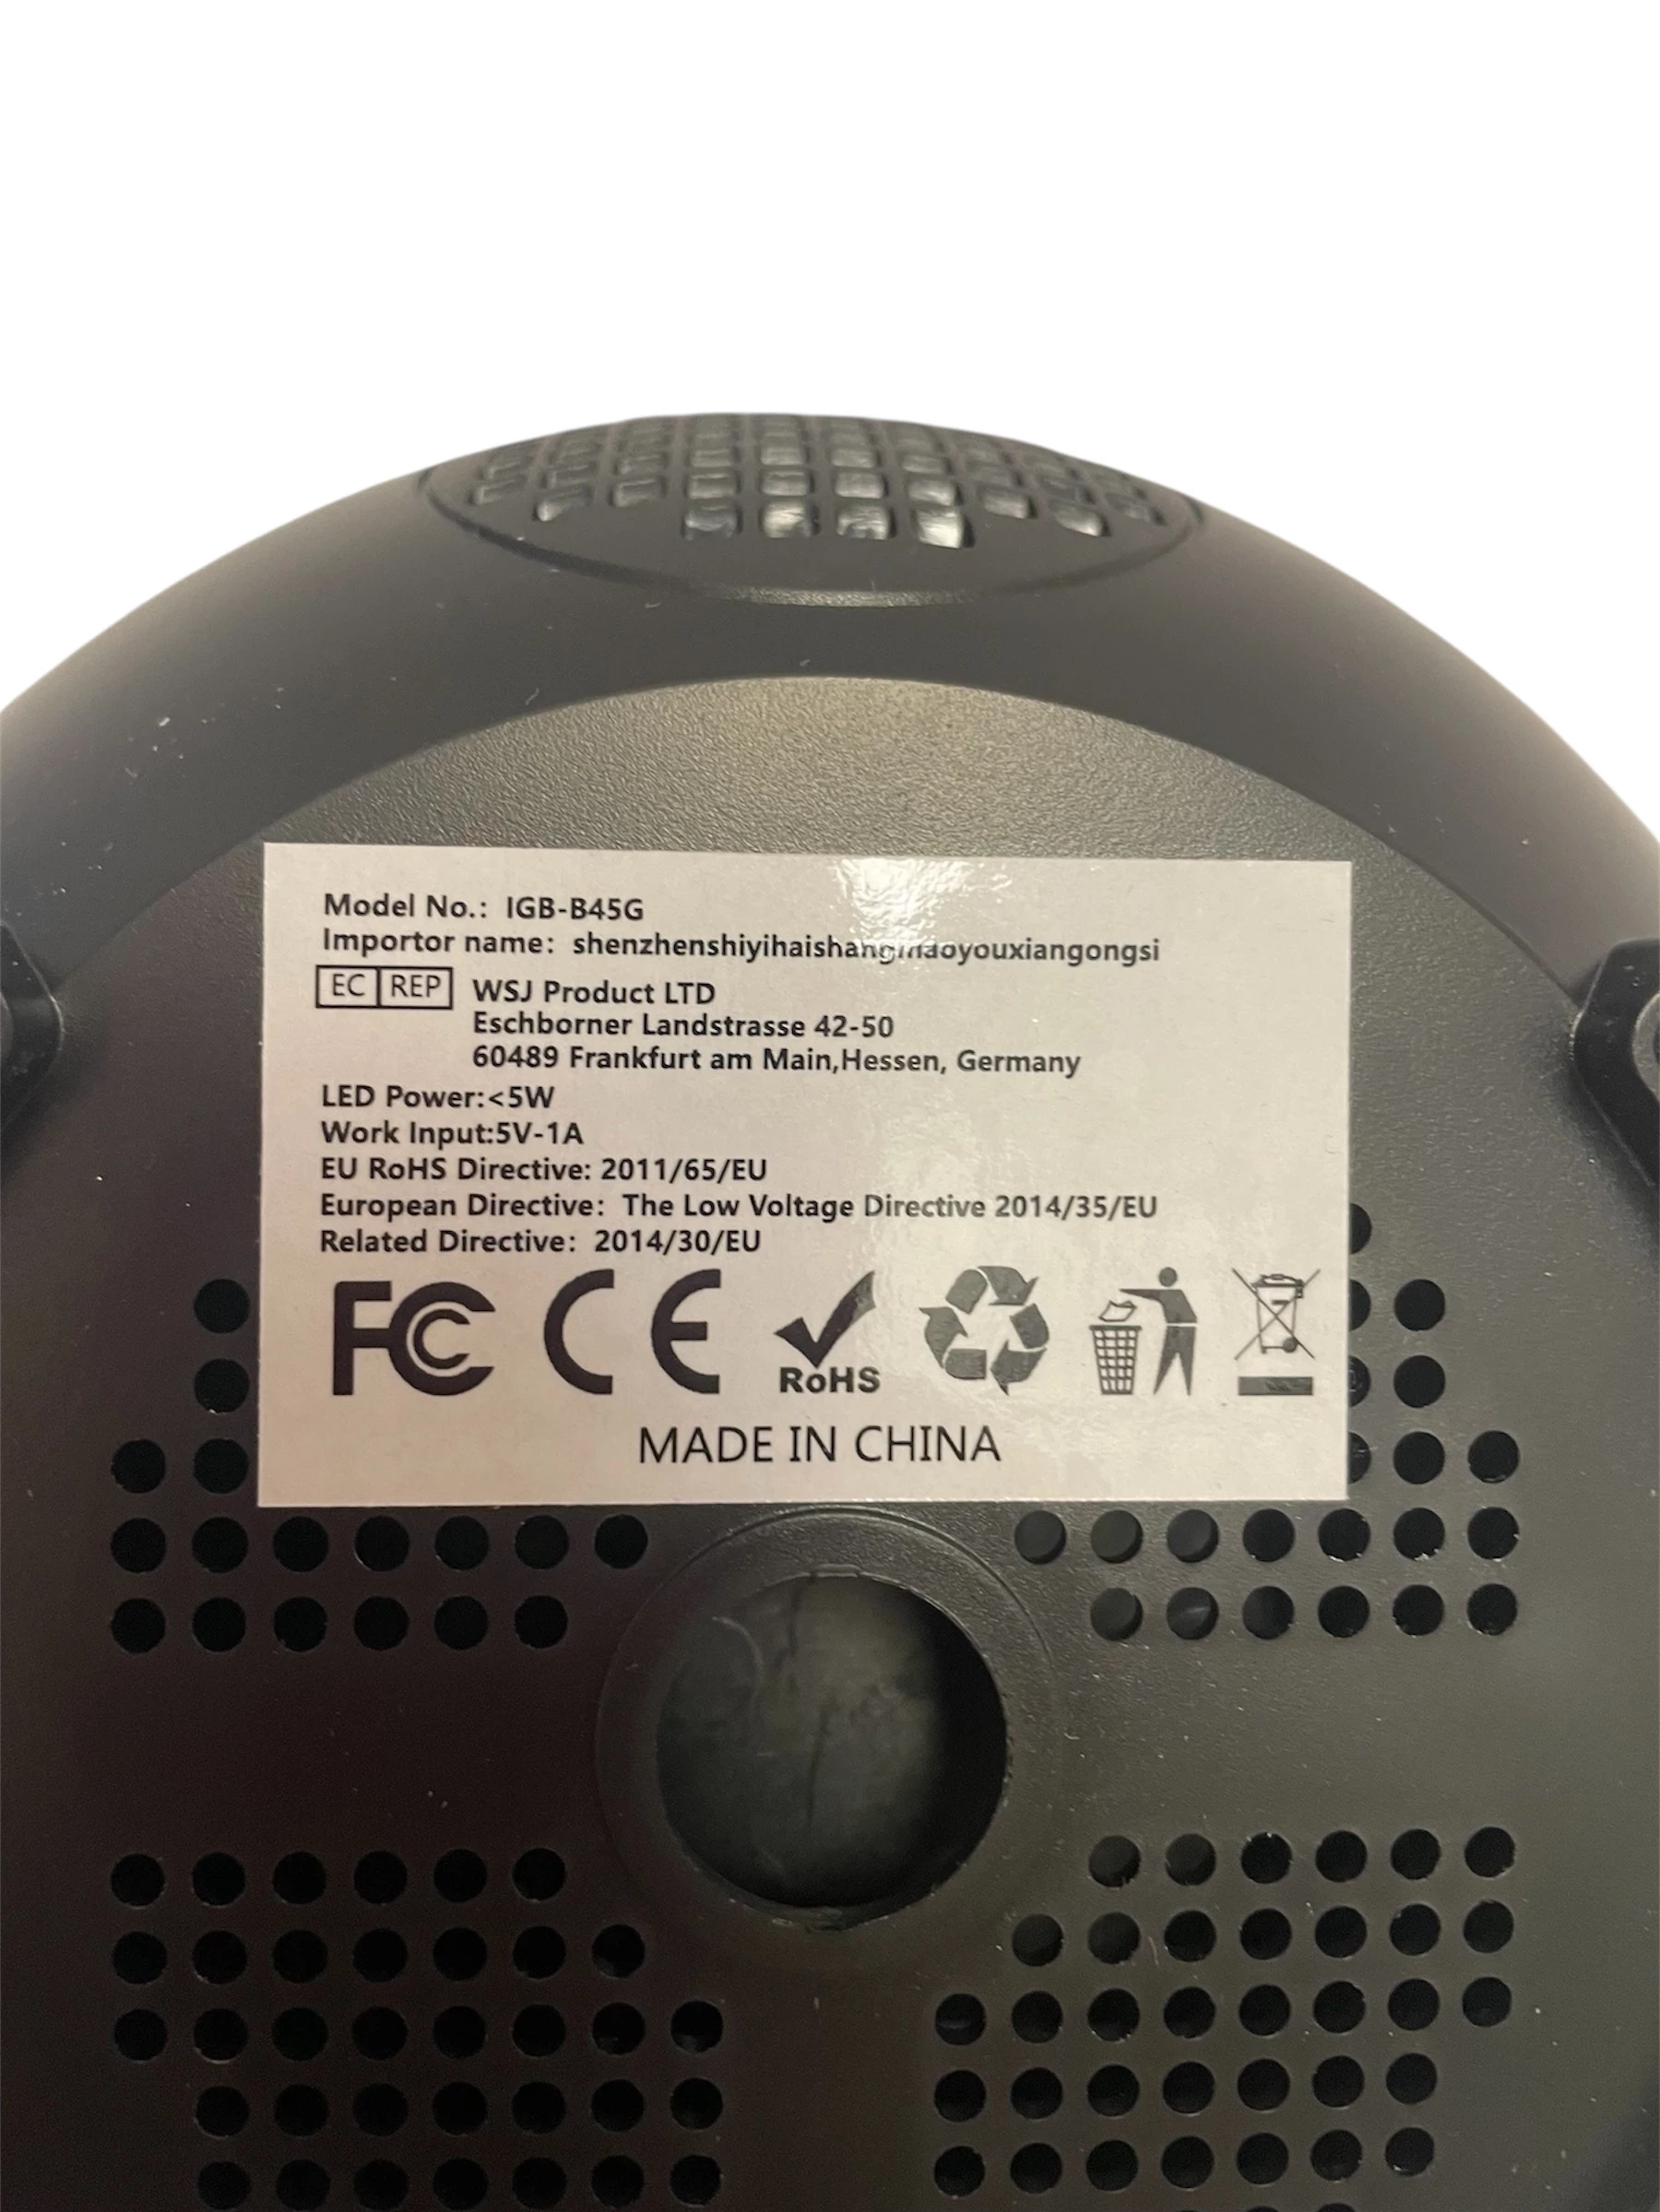 Model No.: IGB-B45G
Importor name: shenzhenshiyihaishangmaoyouxiangongsi
EC REP WSJ Product LTD
Eschborner Landstrasse 42-50
60489 Frankfurt am Main,Hessen, Germany
LED Power:<5W
Work Input:5V-1A
EU RoHS Directive: 2011/65/EU
European Directive: The Low Voltage Directive 2014/35/EU
Related Directive: 2014/30/EU
FC CE RoHS
MADE IN CHINA